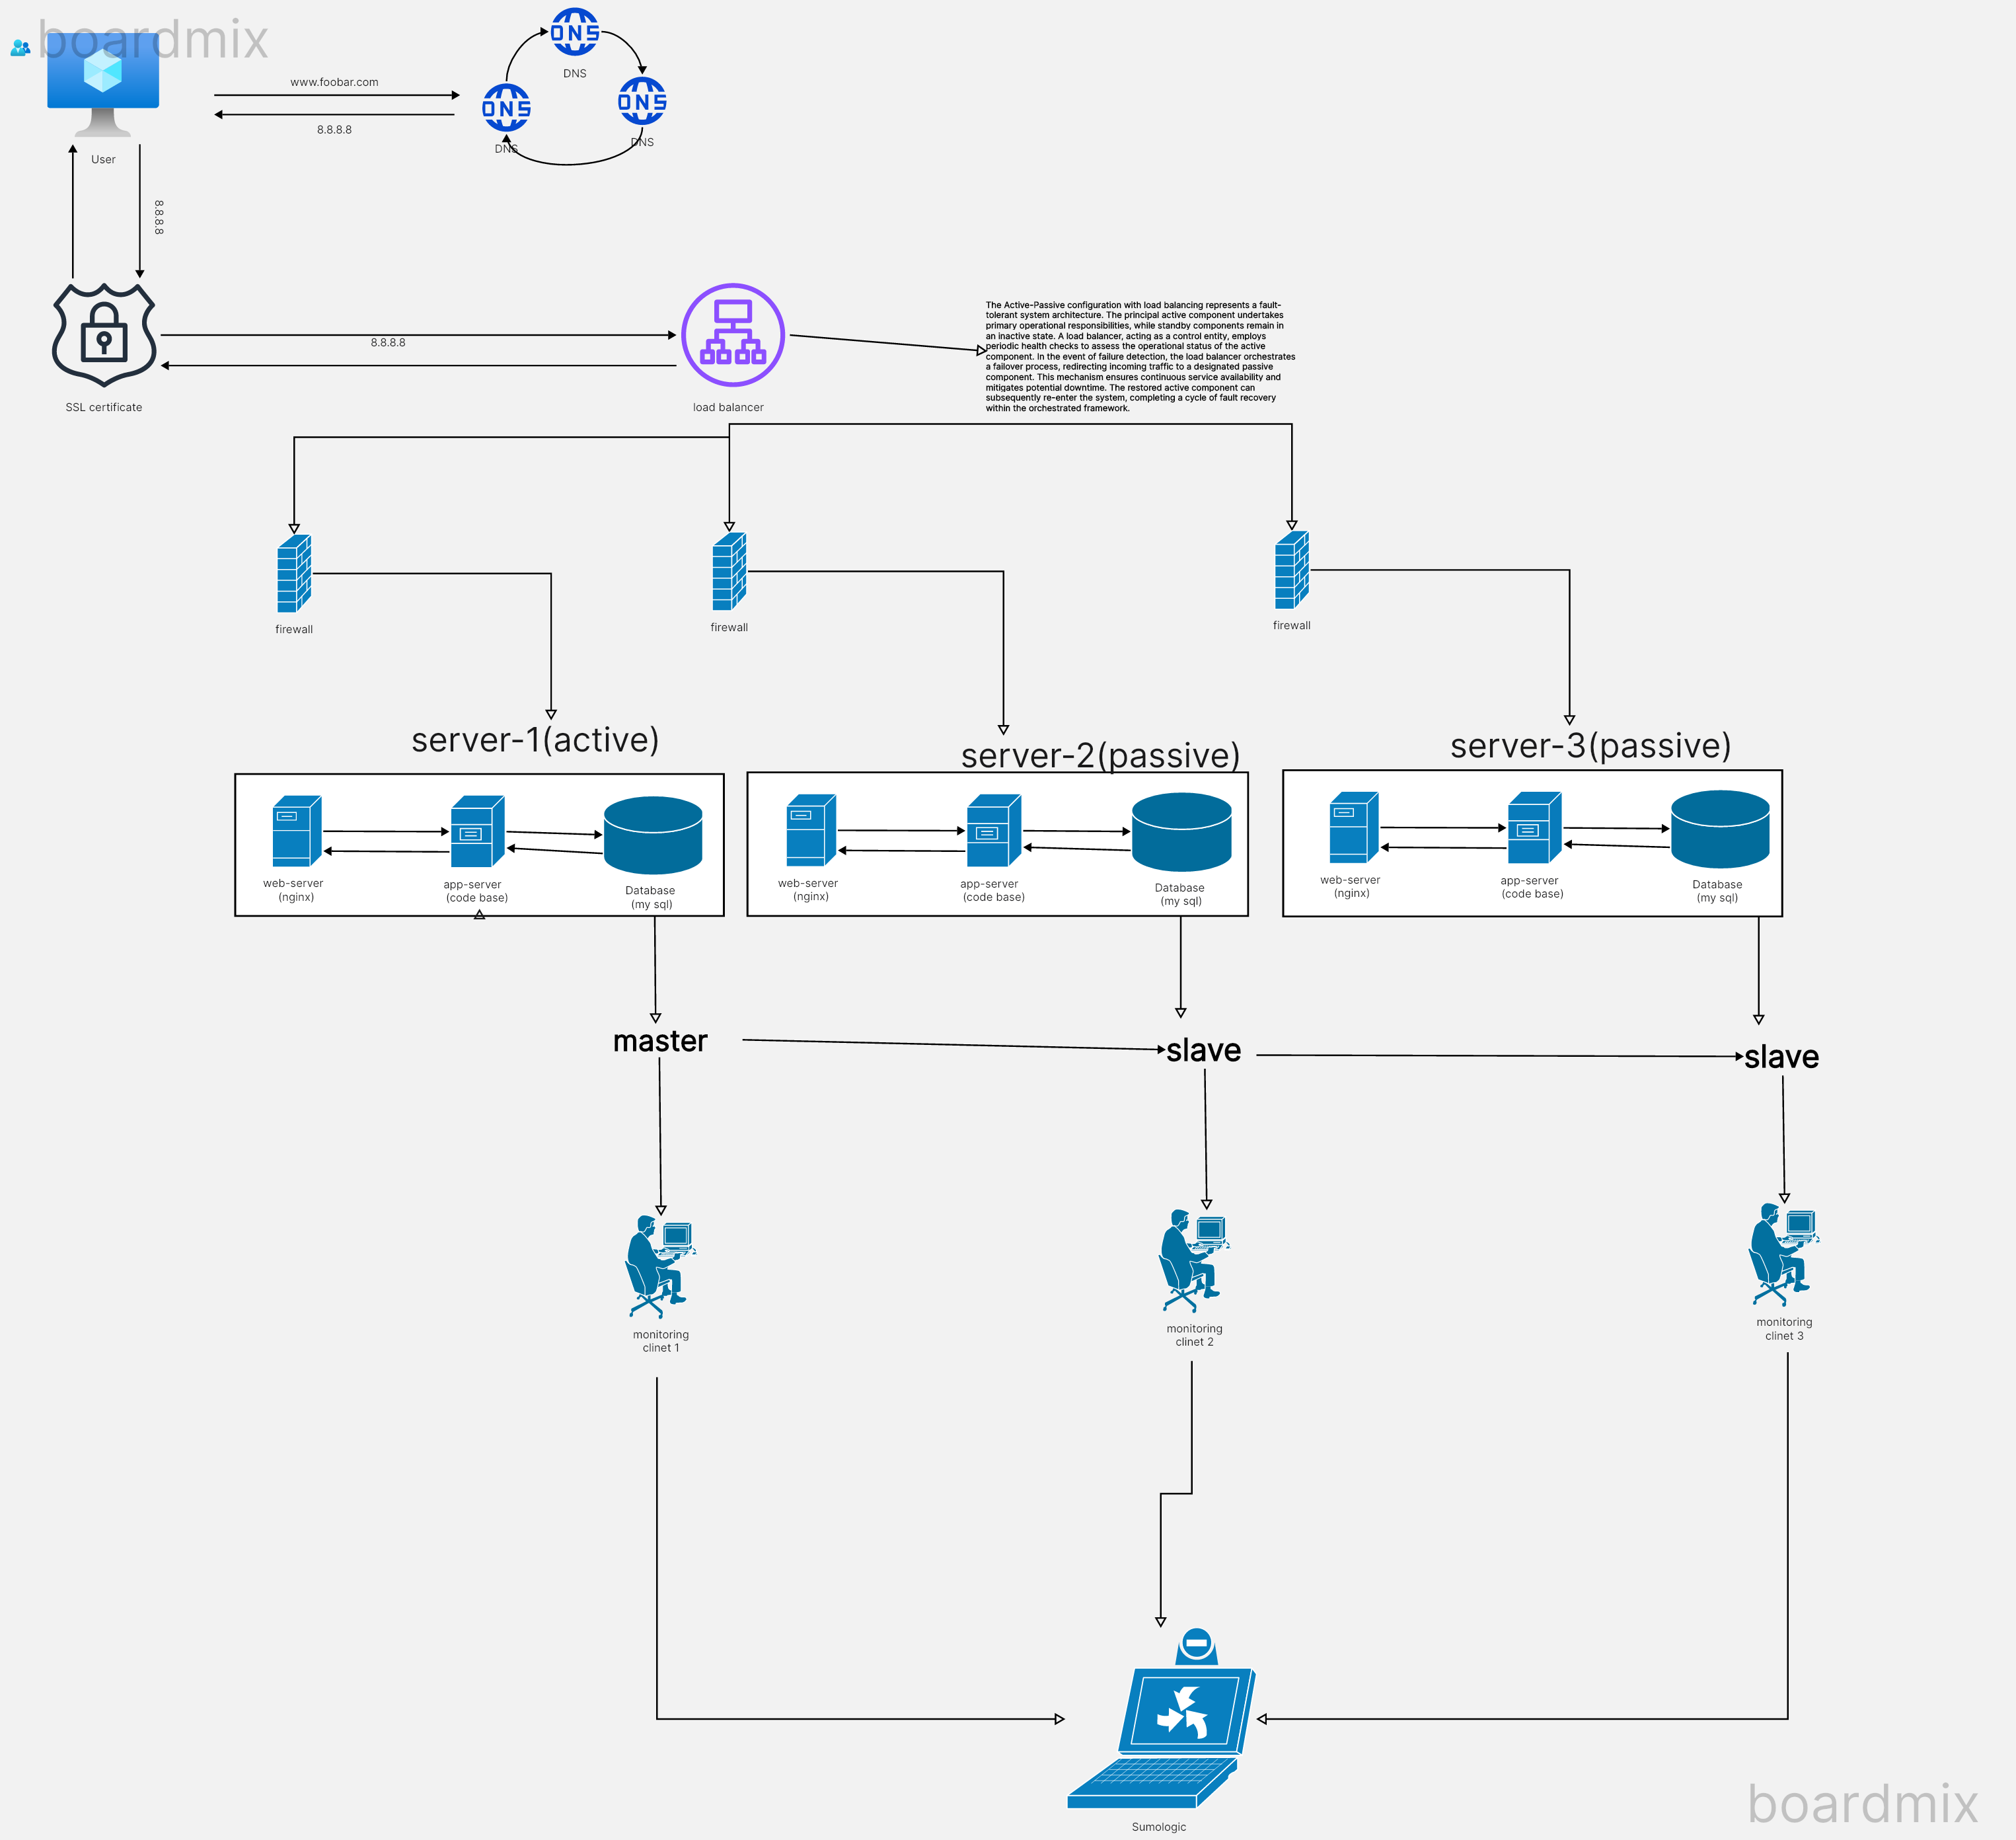 boardmix
www.foobar.com
8.8.8.8
DNS
DNS
DNS
DNS
DNS
DNS
User
8.8.8.8
8.8.8.8
SSL certificate
load balancer
The Active-Passive configuration with load balancing represents a fault-
tolerant system architecture. The principal active component undertakes
primary operational responsibilities, while standby components remain in
an inactive state. A load balancer, acting as a control entity, employs
periodic health checks to assess the operational status of the active
component. In the event of failure detection, the load balancer orchestrates
a failover process, redirecting incoming traffic to a designated passive
component. This mechanism ensures continuous service availability and
mitigates potential downtime. The restored active component can
subsequently re-enter the system, completing a cycle of fault recovery
within the orchestrated framework.
firewall
firewall
firewall
server-1(active)
server-2(passive)
server-3(passive)
web-server
(nginx)
app-server
(code base)
Database
(my sql)
web-server
(nginx)
app-server
(code base)
Database
(my sql)
web-server
(nginx)
app-server
(code base)
Database
(my sql)
master
slave
slave
monitoring
clinet 1
monitoring
clinet 2
monitoring
clinet 3
Sumologic
boardmix